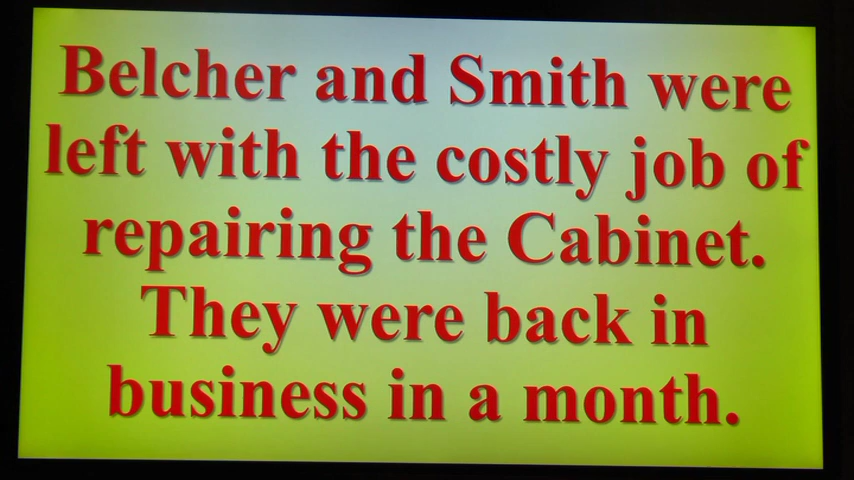 Belcher and Smith were
left with the costly job of
repairing the Cabinet.
They were back in
business in a month.